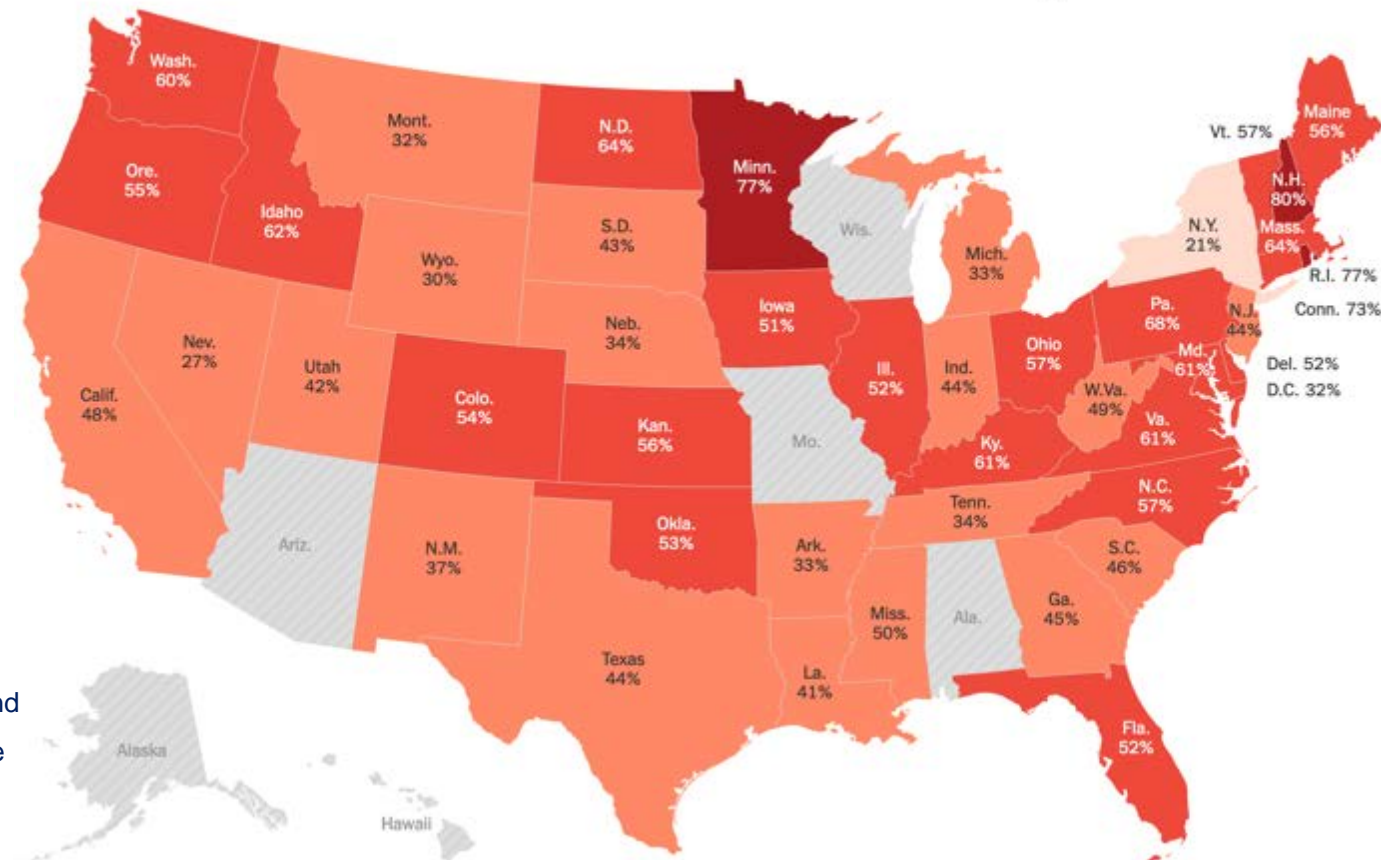 Wash.
60%
Mont.
32%
N.D.
64%
Minn.
77%
Vt. 57%
Maine
56%
Ore.
55%
Idaho
62%
Wyo.
30%
S.D.
43%
Wis.
Mich.
33%
N.Y.
21%
N.H.
80%
Mass.
64%
R.I. 77%
Conn. 73%
Calif.
48%
Nev.
27%
Utah
42%
Colo.
54%
Neb.
34%
Kan.
56%
Iowa
51%
Mo.
Ill.
52%
Ind.
44%
Ohio
57%
Pa.
68%
N.J.
44%
Md.
61%
Del. 52%
D.C. 32%
W.Va.
49%
Va.
61%
Ky.
61%
N.C.
57%
Tenn.
34%
S.C.
46%
Ariz.
N.M.
37%
Okla.
53%
Ark.
33%
Texas
44%
La.
41%
Miss.
50%
Ala.
Ga.
45%
Fla.
52%
nd
e
Alaska
Hawaii